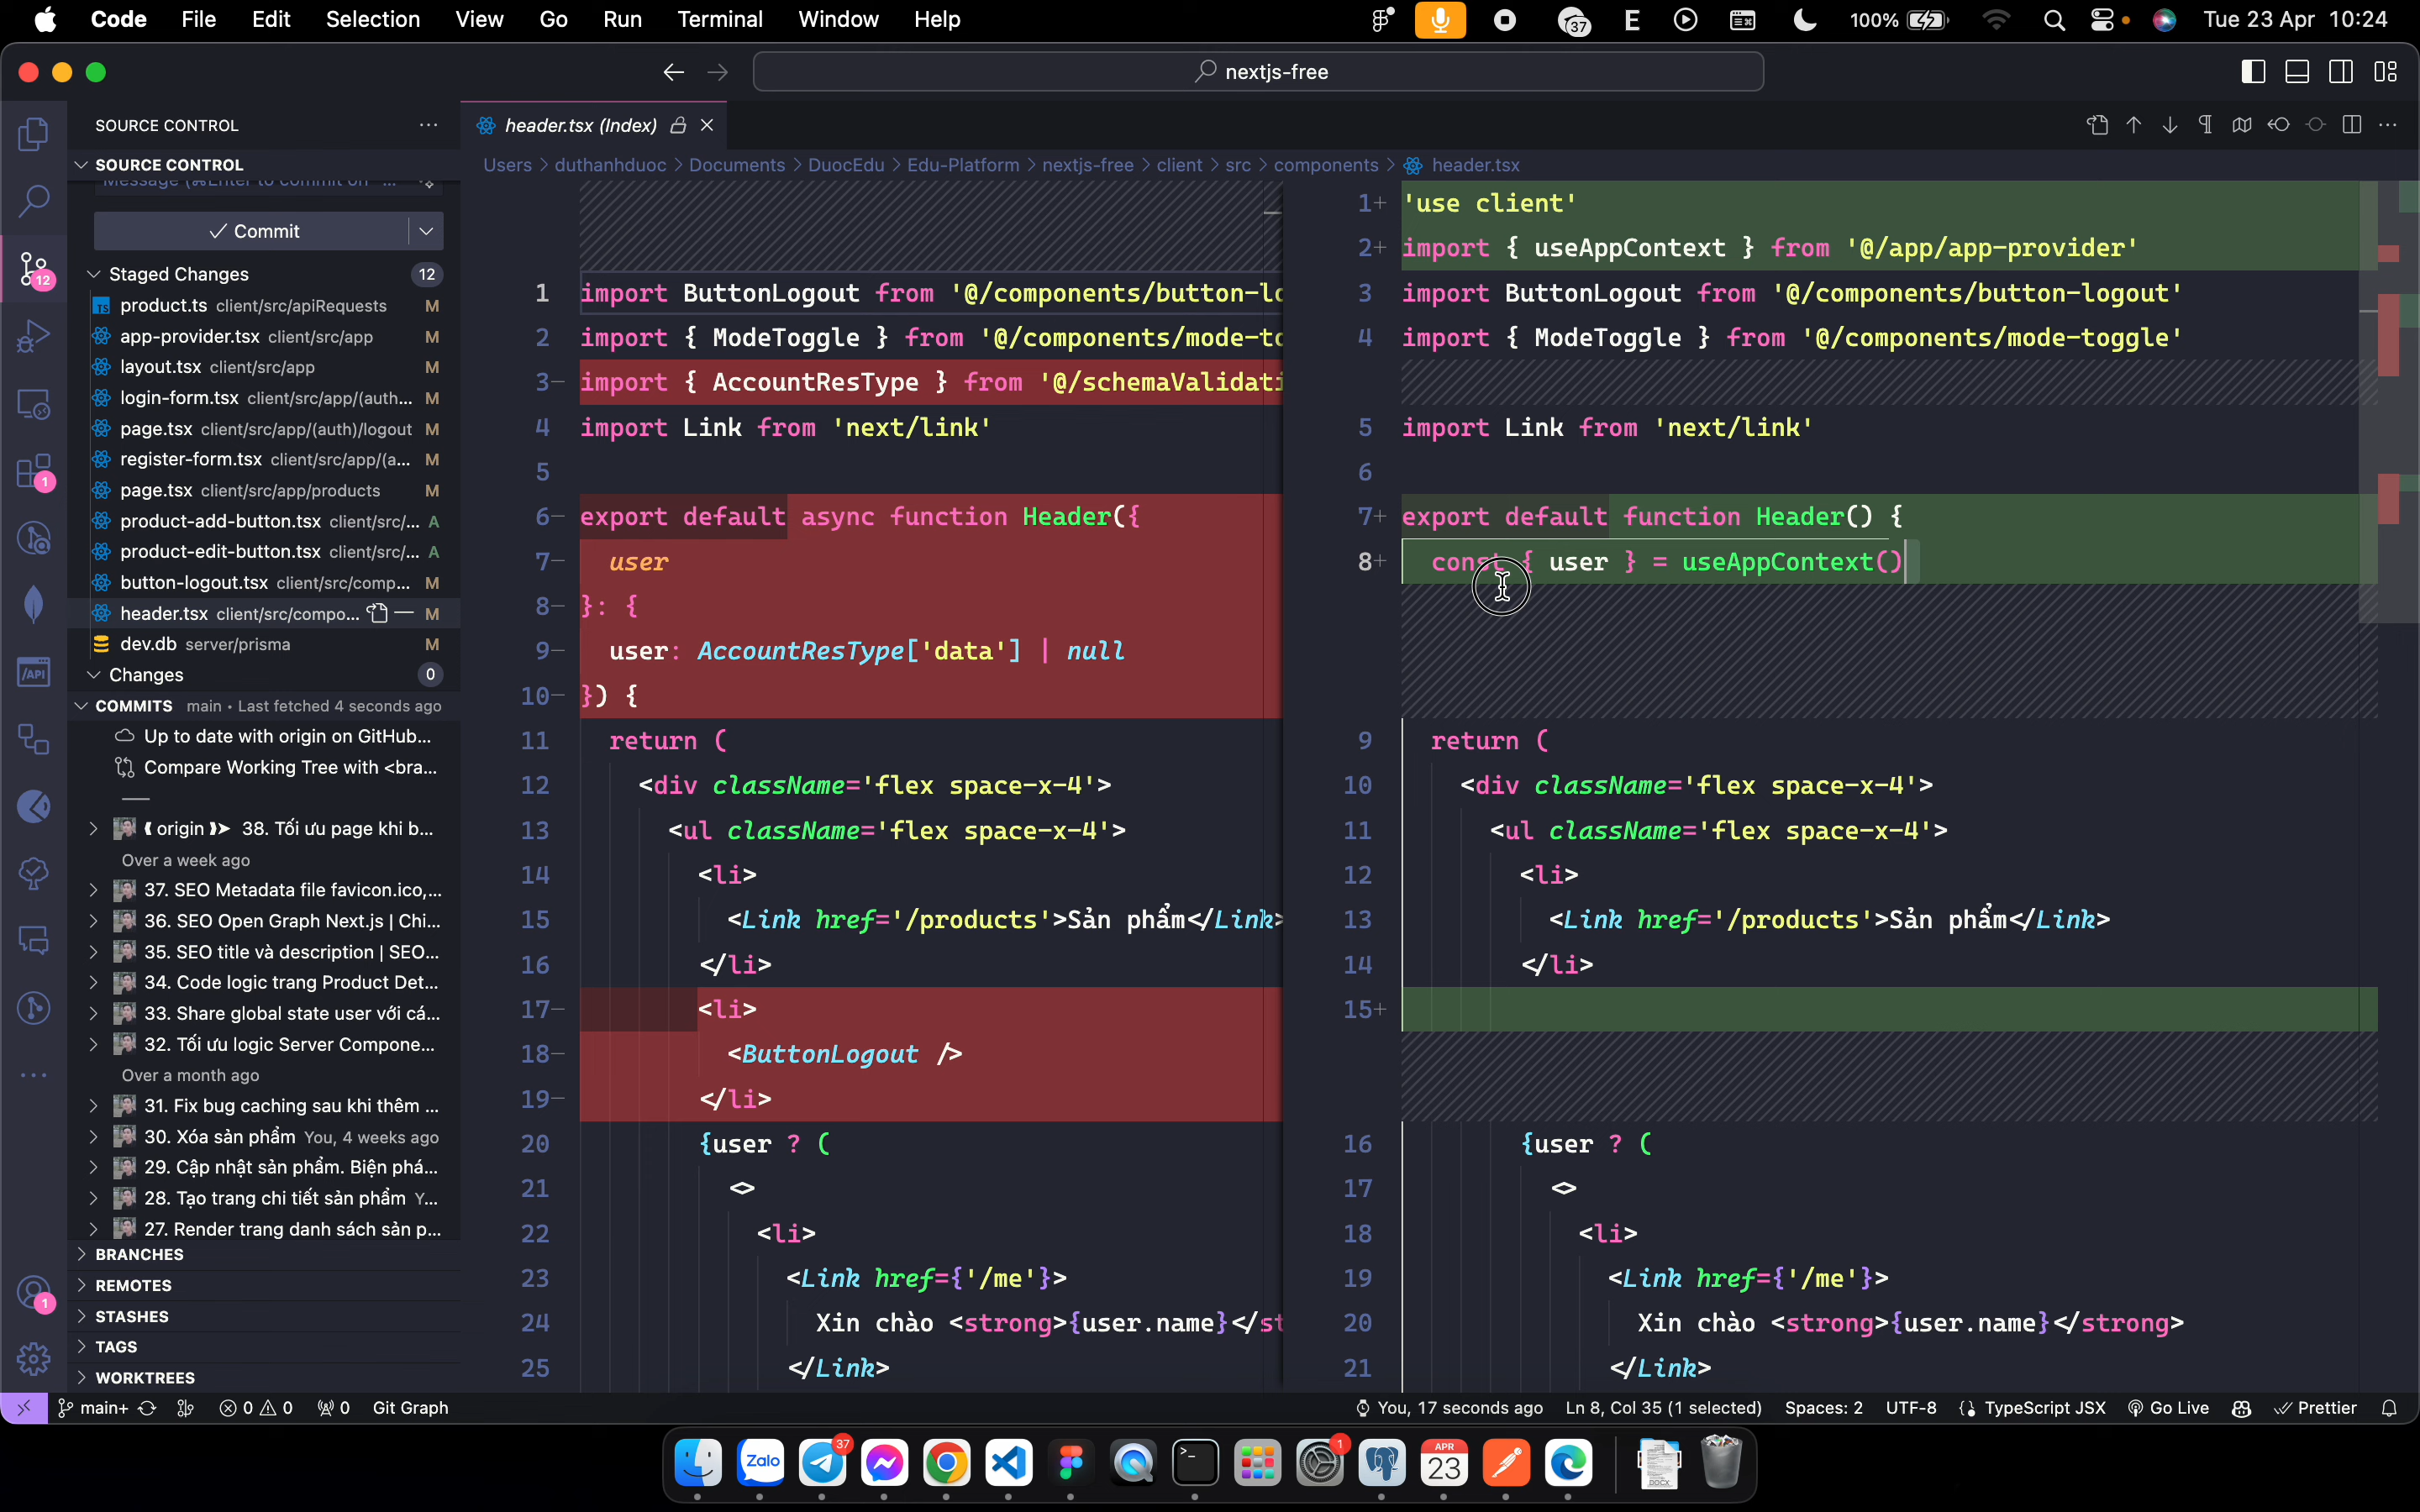 Code File Edit Selection View Go Run Terminal Window Help 37 E 100% Tue 23 Apr 10:24
nextjs-free
SOURCE CONTROL
header.tsx (Index)
SOURCE CONTROL
Users > duthanhduoc > Documents > DuocEdu > Edu-Platform > nextjs-free > client > src > components > header.tsx
Commit
Staged Changes 12
product.ts client/src/apiRequests M
app-provider.tsx client/src/app M
layout.tsx client/src/app M
login-form.tsx client/src/app/(auth... M
page.tsx client/src/app/(auth)/logout M
register-form.tsx client/src/app/(a... M
page.tsx client/src/app/products M
product-add-button.tsx client/src/... A
product-edit-button.tsx client/src/... A
button-logout.tsx client/src/comp... M
header.tsx client/src/compo... M
dev.db server/prisma M
Changes 0
COMMITS main • Last fetched 4 seconds ago
Up to date with origin on GitHub...
Compare Working Tree with <bra...
origin 38. Tối ưu page khi b...
Over a week ago
37. SEO Metadata file favicon.ico,...
36. SEO Open Graph Next.js | Chi...
35. SEO title và description | SEO...
34. Code logic trang Product Det...
33. Share global state user với cá...
32. Tối ưu logic Server Compone...
Over a month ago
31. Fix bug caching sau khi thêm ...
30. Xóa sản phẩm You, 4 weeks ago
29. Cập nhật sản phẩm. Biện phá...
28. Tạo trang chi tiết sản phẩm Y...
27. Render trang danh sách sản p...
BRANCHES
REMOTES
STASHES
TAGS
WORKTREES
12
1
/API
1
1 import ButtonLogout from '@/components/button-lo
2 import { ModeToggle } from '@/components/mode-to
3− import { AccountResType } from '@/schemaValidati
4 import Link from 'next/link'
5
6− export default async function Header({
7− user
8− }: {
9− user: AccountResType['data'] | null
10− }) {
11 return (
12 <div className='flex space-x-4'>
13 <ul className='flex space-x-4'>
14 <li>
15 <Link href='/products'>Sản phẩm</Link>
16 </li>
17− <li>
18− <ButtonLogout />
19− </li>
20 {user ? (
21 <>
22 <li>
23 <Link href={'/me'}>
24 Xin chào <strong>{user.name}</st
25 </Link>
1+ 'use client'
2+ import { useAppContext } from '@/app/app-provider'
3 import ButtonLogout from '@/components/button-logout'
4 import { ModeToggle } from '@/components/mode-toggle'
5 import Link from 'next/link'
6
7+ export default function Header() {
8+ const { user } = useAppContext()
9 return (
10 <div className='flex space-x-4'>
11 <ul className='flex space-x-4'>
12 <li>
13 <Link href='/products'>Sản phẩm</Link>
14 </li>
15+
16 {user ? (
17 <>
18 <li>
19 <Link href={'/me'}>
20 Xin chào <strong>{user.name}</strong>
21 </Link>
main+ 0 0 0 Git Graph You, 17 seconds ago Ln 8, Col 35 (1 selected) Spaces: 2 UTF-8 TypeScript JSX Go Live Prettier
Zalo 37 1 APR 23 DOCX